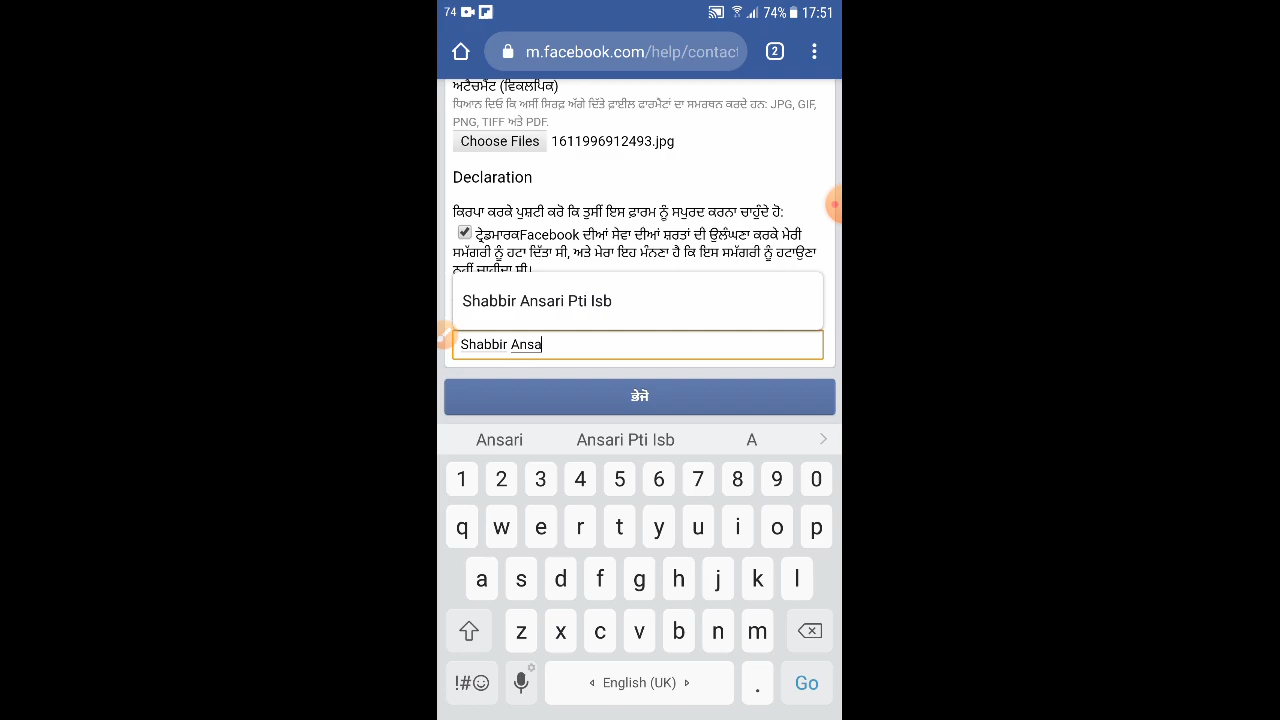 74 74% 17:51
m.facebook.com/help/contact 2
ਅਟੈਚਮੈਂਟ (ਵਿਕਲਪਿਕ)
ਧਿਆਨ ਦਿਓ ਕਿ ਅਸੀਂ ਸਿਰਫ਼ ਅੱਗੇ ਦਿੱਤੇ ਫ਼ਾਈਲ ਫਾਰਮੈਟਾਂ ਦਾ ਸਮਰਥਨ ਕਰਦੇ ਹਨ: JPG, GIF,
PNG, TIFF ਅਤੇ PDF.
Choose Files 1611996912493.jpg
Declaration
ਕਿਰਪਾ ਕਰਕੇ ਪੁਸ਼ਟੀ ਕਰੋ ਕਿ ਤੁਸੀਂ ਇਸ ਫ਼ਾਰਮ ਨੂੰ ਸਪੁਰਦ ਕਰਨਾ ਚਾਹੁੰਦੇ ਹੋ:
ਟ੍ਰੇਡਮਾਰਕFacebook ਦੀਆਂ ਸੇਵਾ ਦੀਆਂ ਸ਼ਰਤਾਂ ਦੀ ਉਲੰਘਣਾ ਕਰਕੇ ਮੇਰੀ
ਸਮੱਗਰੀ ਨੂੰ ਹਟਾ ਦਿੱਤਾ ਸੀ, ਅਤੇ ਮੇਰਾ ਇਹ ਮੰਨਣਾ ਹੈ ਕਿ ਇਸ ਸਮੱਗਰੀ ਨੂੰ ਹਟਾਉਣਾ
ਨਹੀਂ ਚਾਹੀਦਾ ਸੀ।
Shabbir Ansari Pti Isb
Shabbir Ansa
ਭੇਜੋ
Ansari Ansari Pti Isb A
1 2 3 4 5 6 7 8 9 0
q w e r t y u i o p
a s d f g h j k l
z x c v b n m
!#☺ English (UK) . Go